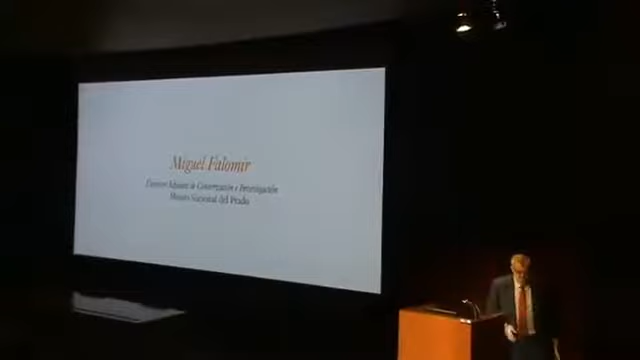 Miguel Falomir
Director Adjunto de Conservación e Investigación
Museo Nacional del Prado